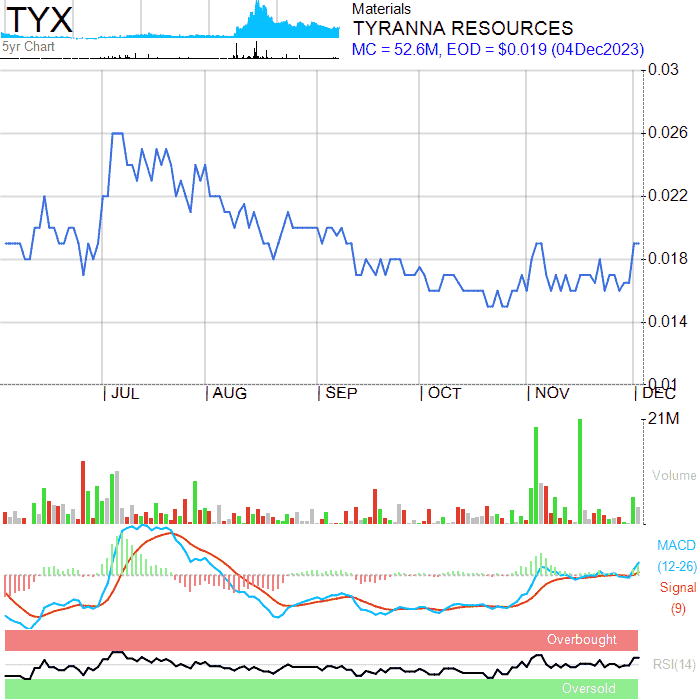 TYX
5yr Chart
Materials
TYRANNA RESOURCES
MC = 52.6M, EOD = $0.019 (04Dec2023)
0.03
0.026
0.022
0.018
0.014
0.01
JUL AUG SEP OCT NOV DEC
21M
Volume
MACD
(12-26)
Signal
(9)
Overbought
RSI(14)
Oversold